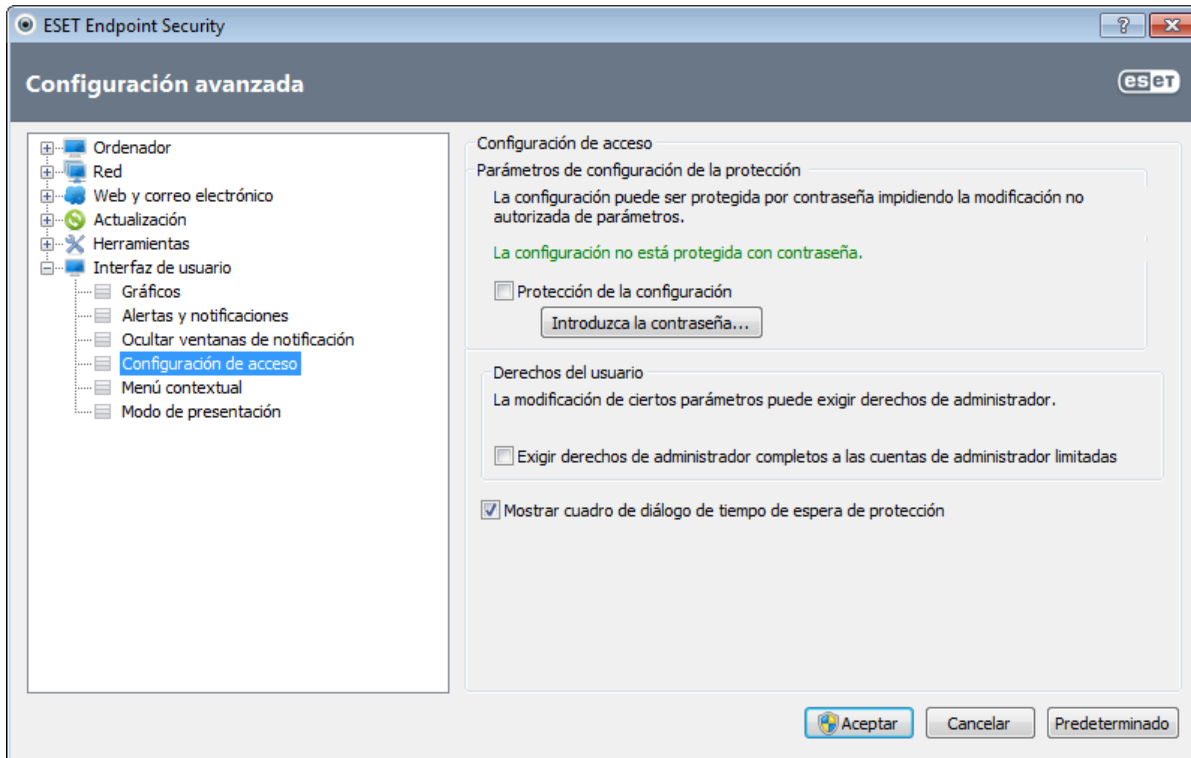 ESET Endpoint Security
?
Configuración avanzada
eseT
Ordenador
Red
Web y correo electrónico
Actualización
Herramientas
Interfaz de usuario
Gráficos
Alertas y notificaciones
Ocultar ventanas de notificación
Configuración de acceso
Menú contextual
Modo de presentación
Configuración de acceso
Parámetros de configuración de la protección
La configuración puede ser protegida por contraseña impidiendo la modificación no
autorizada de parámetros.
La configuración no está protegida con contraseña.
Protección de la configuración
Introduzca la contraseña...
Derechos del usuario
La modificación de ciertos parámetros puede exigir derechos de administrador.
Exigir derechos de administrador completos a las cuentas de administrador limitadas
Mostrar cuadro de diálogo de tiempo de espera de protección
Aceptar
Cancelar
Predeterminado